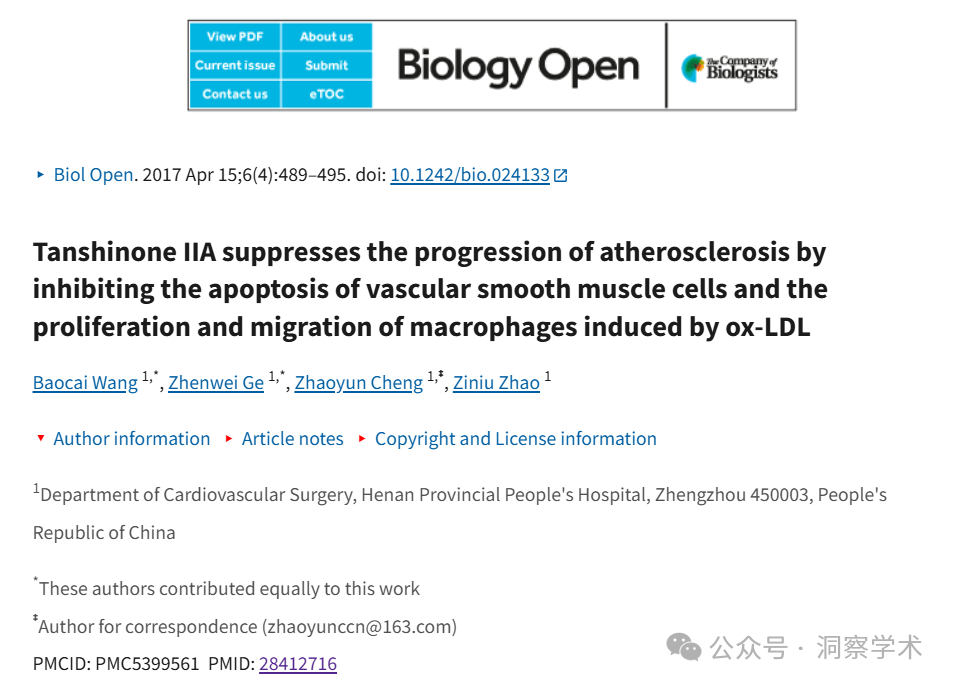 View PDF About us
Current issue Submit
Contact us eTOC
Biology Open
The Company of
Biologists
Biol Open. 2017 Apr 15;6(4):489–495. doi: 10.1242/bio.024133
Tanshinone IIA suppresses the progression of atherosclerosis by
inhibiting the apoptosis of vascular smooth muscle cells and the
proliferation and migration of macrophages induced by ox-LDL
Baocai Wang 1,*, Zhenwei Ge 1,*, Zhaoyun Cheng 1,‡, Ziniu Zhao 1
Author information Article notes Copyright and License information
1Department of Cardiovascular Surgery, Henan Provincial People's Hospital, Zhengzhou 450003, People's
Republic of China
*These authors contributed equally to this work
‡Author for correspondence (zhaoyunccn@163.com)
PMCID: PMC5399561 PMID: 28412716
公众号 · 洞察学术